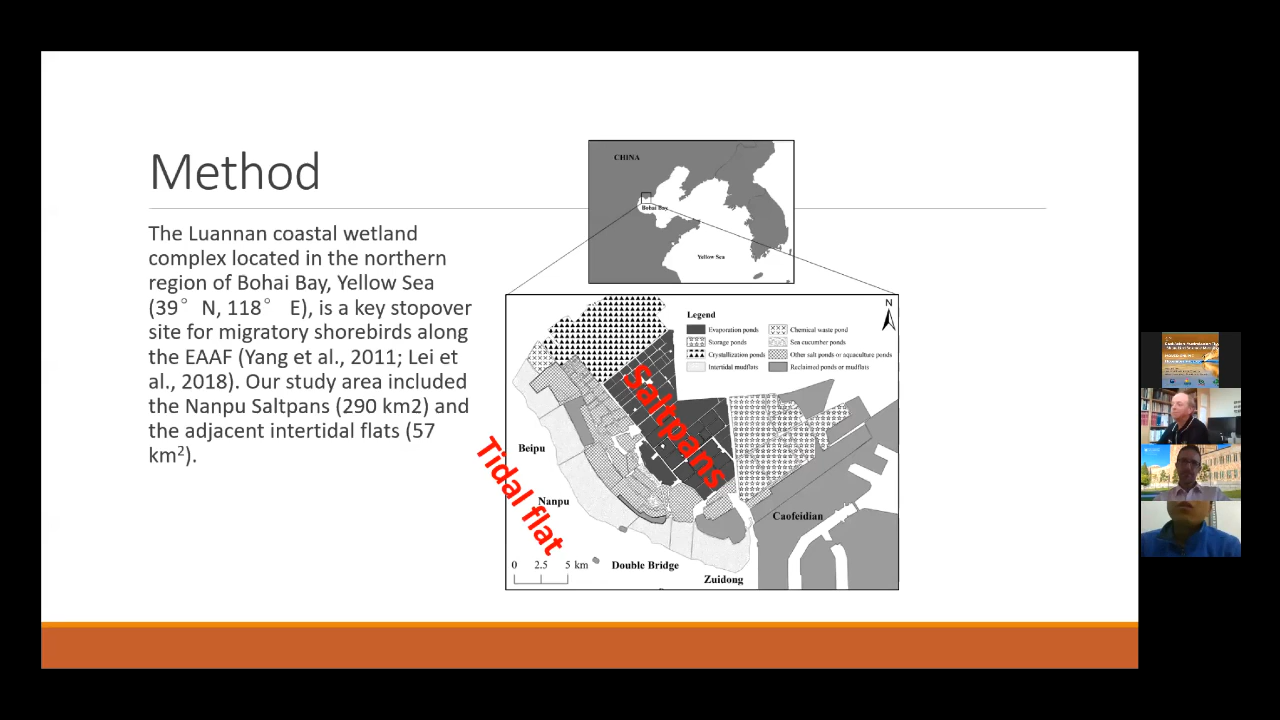 Method
The Luannan coastal wetland
complex located in the northern
region of Bohai Bay, Yellow Sea
(39° N, 118° E), is a key stopover
site for migratory shorebirds along
the EAAF (Yang et al., 2011; Lei et
al., 2018). Our study area included
the Nanpu Saltpans (290 km2) and
the adjacent intertidal flats (57
km²).
CHINA
Bohai Bay
Yellow Sea
N
Legend
Evaporation ponds
Chemical waste pond
Storage ponds
Sea cucumber ponds
Crystallization ponds
Other salt ponds or aquaculture ponds
Intertidal mudflats
Reclaimed ponds or mudflats
Saltpans
Tidal flat
Beipu
Nanpu
Caofeidian
0 2.5 5 km
Double Bridge
Zuidong